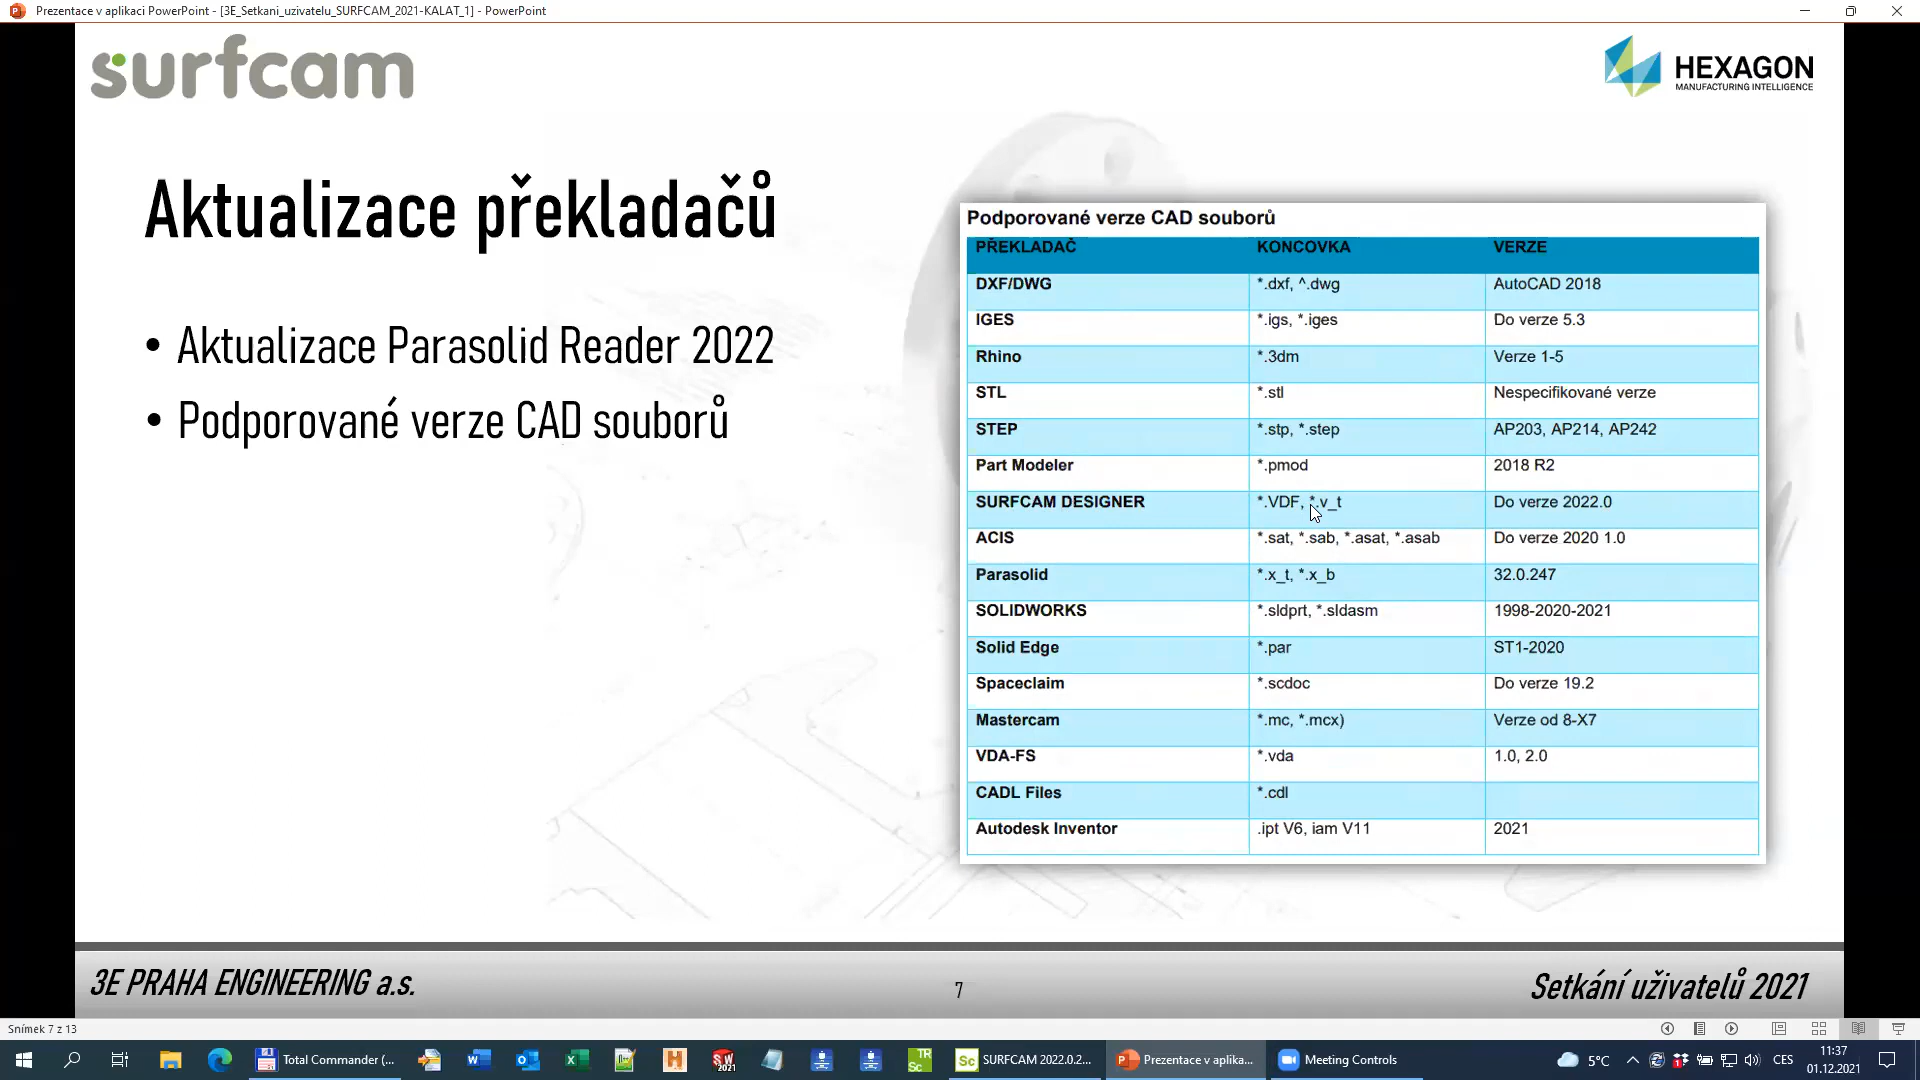 Prezentace v aplikaci PowerPoint - [3E_Setkani_uzivatelu_SURFCAM_2021-KALAT_1] - PowerPoint
surfcam
HEXAGON
MANUFACTURING INTELLIGENCE
Aktualizace překladačů
• Aktualizace Parasolid Reader 2022
• Podporované verze CAD souborů
Podporované verze CAD souborů
PŘEKLADAČ KONCOVKA VERZE
DXF/DWG *.dxf, ^.dwg AutoCAD 2018
IGES *.igs, *.iges Do verze 5.3
Rhino *.3dm Verze 1-5
STL *.stl Nespecifikované verze
STEP *.stp, *.step AP203, AP214, AP242
Part Modeler *.pmod 2018 R2
SURFCAM DESIGNER *.VDF, *.v_t Do verze 2022.0
ACIS *.sat, *.sab, *.asat, *.asab Do verze 2020 1.0
Parasolid *.x_t, *.x_b 32.0.247
SOLIDWORKS *.sldprt, *.sldasm 1998-2020-2021
Solid Edge *.par ST1-2020
Spaceclaim *.scdoc Do verze 19.2
Mastercam *.mc, *.mcx) Verze od 8-X7
VDA-FS *.vda 1.0, 2.0
CADL Files *.cdl
Autodesk Inventor .ipt V6, iam V11 2021
3E PRAHA ENGINEERING a.s.
7
Setkání uživatelů 2021
Snímek 7 z 13
Total Commander (...
SW 2021
TR Sc
Sc SURFCAM 2022.0.2...
Prezentace v aplika...
Meeting Controls
5°C
CES
11:37
01.12.2021